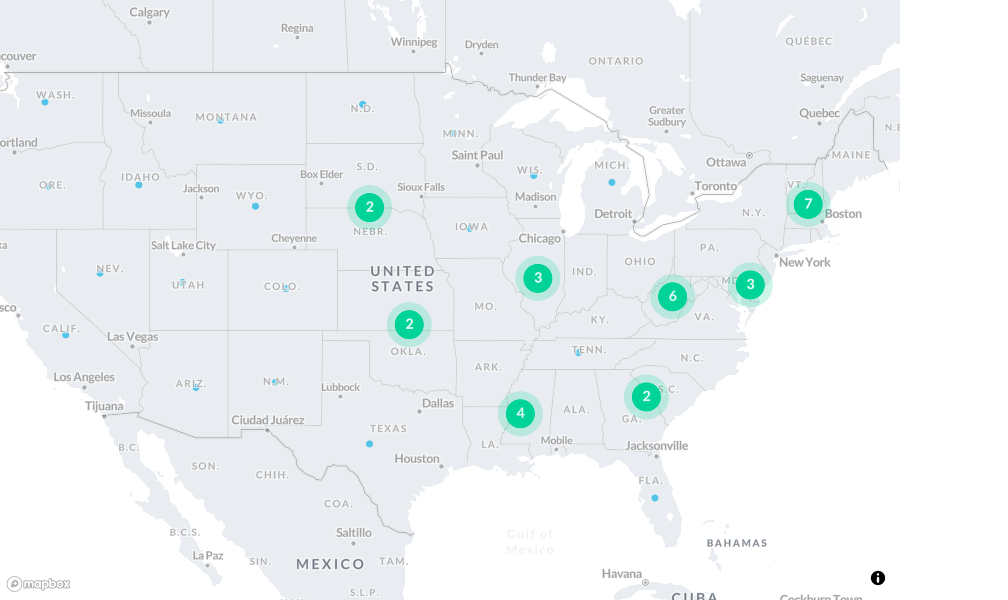 Calgary
Regina
Winnipeg
Dryden
QUÉBEC
ONTARIO
couver
Thunder Bay
Saguenay
WASH.
Missoula
MONTANA
N.D.
Greater
Sudbury
Quebec
N.B
ortland
MINN.
Saint Paul
Ottawa
MAINE
ORE.
IDAHO
Jackson
WYO.
Box Elder
S.D.
Sioux Falls
WIS.
Madison
MICH.
Toronto
VT.
2
7
Detroit
N.Y.
Boston
Salt Lake City
Cheyenne
NEBR.
IOWA
Chicago
PA.
New York
NEV.
UTAH
COLO.
UNITED
STATES
3
IND.
OHIO
MD.
3
6
MO.
KY.
VA.
sco
CALIF.
Las Vegas
2
OKLA.
TENN.
N.C.
Los Angeles
ARIZ.
N.M.
Lubbock
ARK.
2
S.C.
Tijuana
Ciudad Juárez
Dallas
4
ALA.
GA.
TEXAS
B.C.
LA.
Mobile
Jacksonville
SON.
CHIH.
Houston
FLA.
COA.
B.C.S.
Saltillo
Gulf of
Mexico
BAHAMAS
La Paz
SIN.
MEXICO
TAM.
mapbox
Havana
i
S.L.P.
CUBA
Cockburn Town